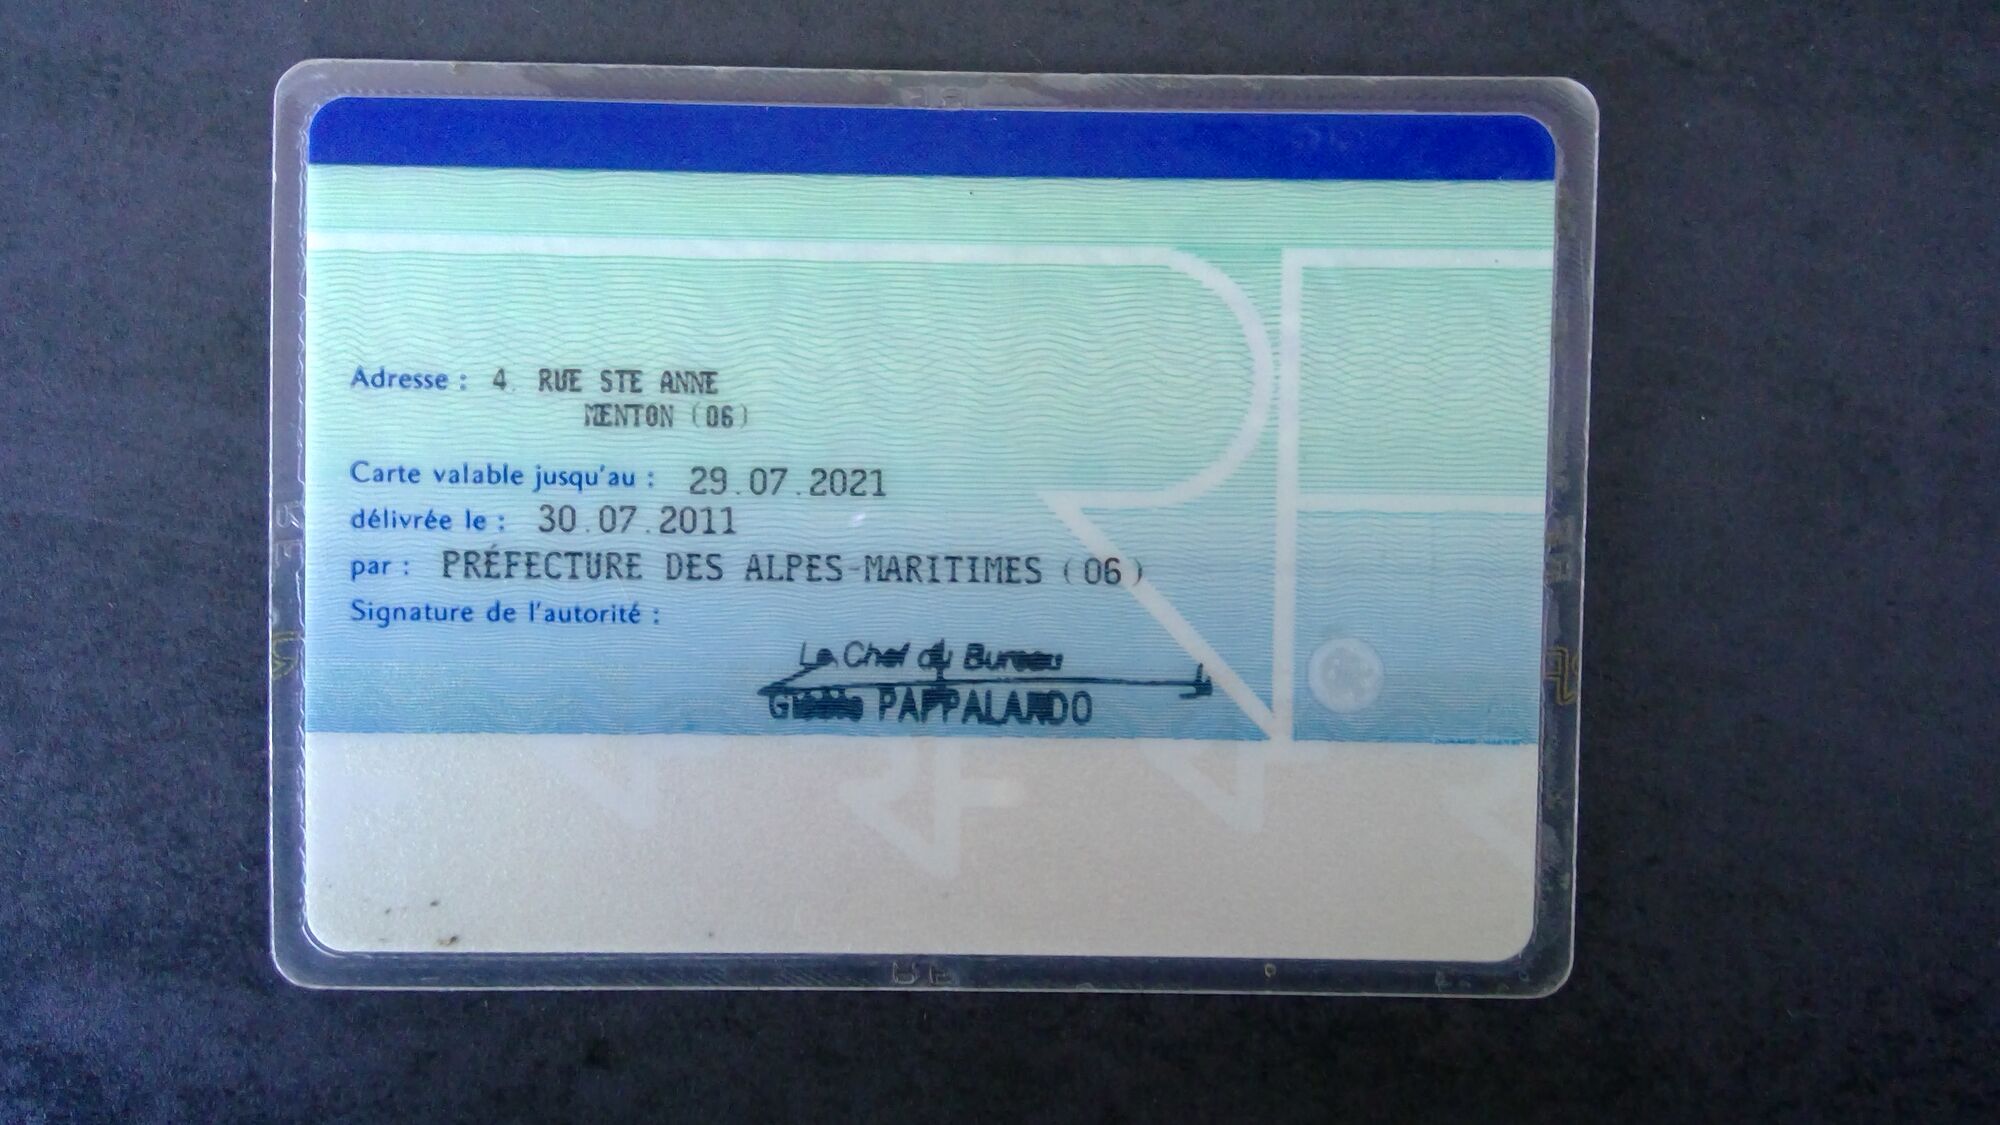 Adresse : 4 RUE STE ANNE
MENTON (06)
Carte valable jusqu'au : 29.07.2021
délivrée le : 30.07.2011
par : PRÉFECTURE DES ALPES-MARITIMES (06)
Signature de l'autorité :
Le Chef du Bureau
PAPPALARDO
RF